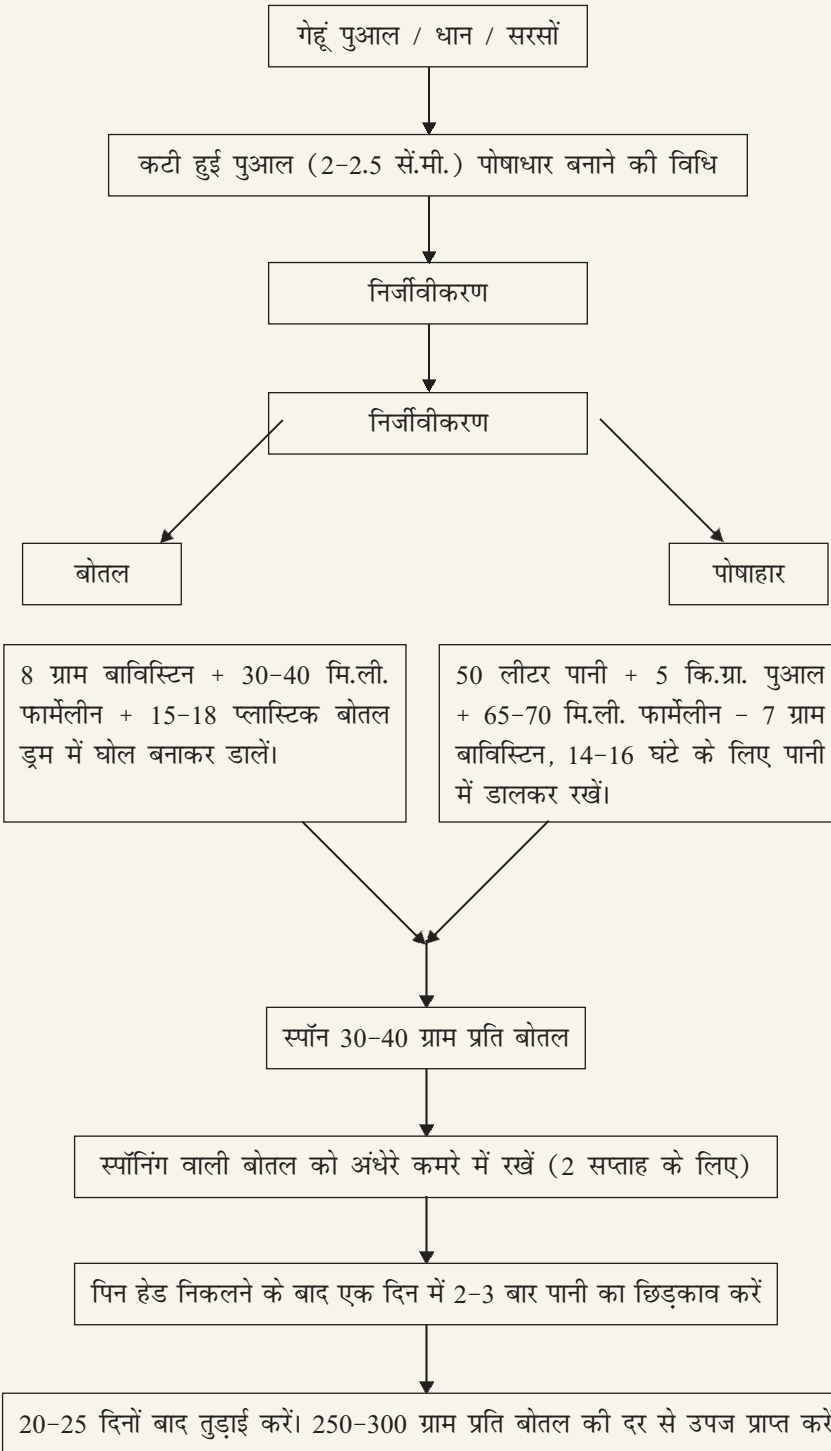 गेहूं पुआल / धान / सरसों
कटी हुई पुआल (2-2.5 सें.मी.) पोषाधार बनाने की विधि
निर्जीवीकरण
निर्जीवीकरण
बोतल
पोषाहार
8 ग्राम बाविस्टिन + 30-40 मि.ली.
फार्मेलीन + 15-18 प्लास्टिक बोतल
ड्रम में घोल बनाकर डालें।
50 लीटर पानी + 5 कि.ग्रा. पुआल
+ 65-70 मि.ली. फार्मेलीन - 7 ग्राम
बाविस्टिन, 14-16 घंटे के लिए पानी
में डालकर रखें।
स्पॉन 30-40 ग्राम प्रति बोतल
स्पॉनिंग वाली बोतल को अंधेरे कमरे में रखें (2 सप्ताह के लिए)
पिन हेड निकलने के बाद एक दिन में 2-3 बार पानी का छिड़काव करें
20-25 दिनों बाद तुड़ाई करें। 250-300 ग्राम प्रति बोतल की दर से उपज प्राप्त करें